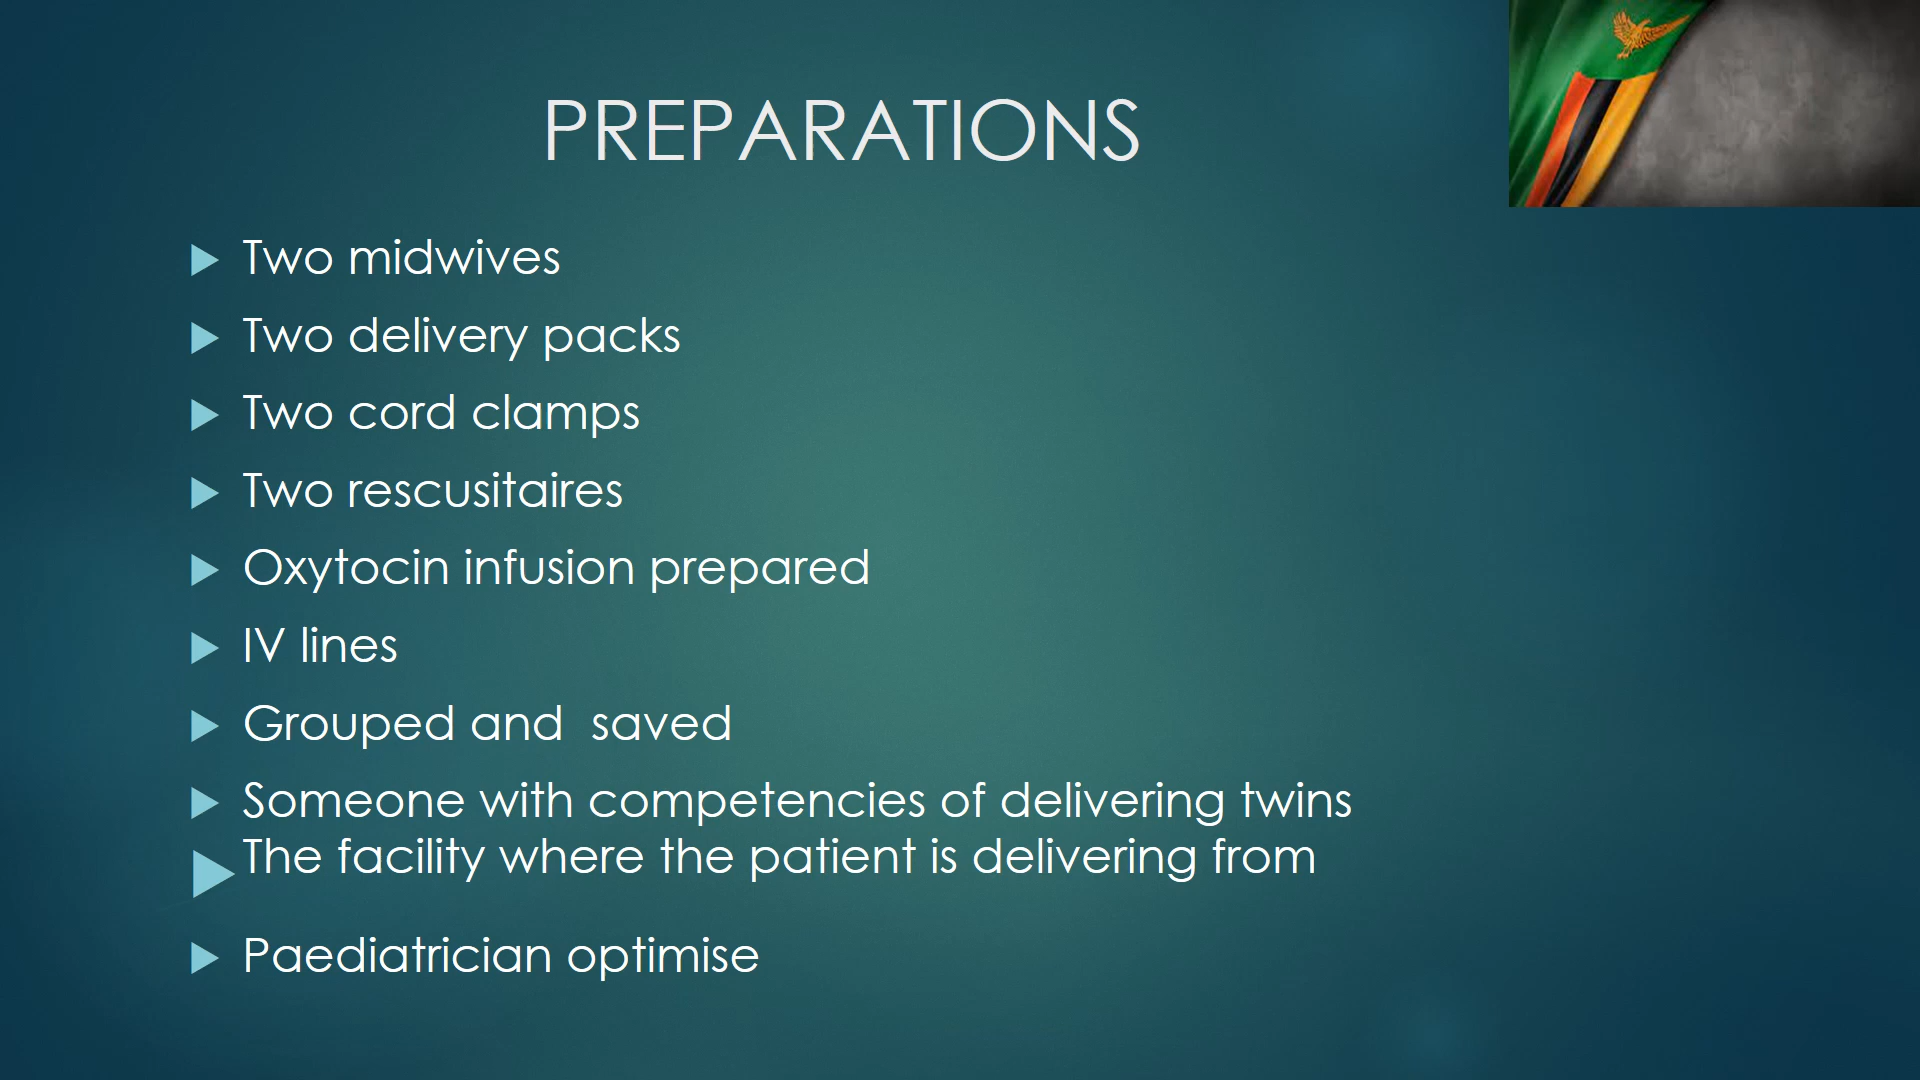 PREPARATIONS
Two midwives
Two delivery packs
Two cord clamps
Two rescusitaires
Oxytocin infusion prepared
IV lines
Grouped and  saved
Someone with competencies of delivering twins
The facility where the patient is delivering from
Paediatrician optimise